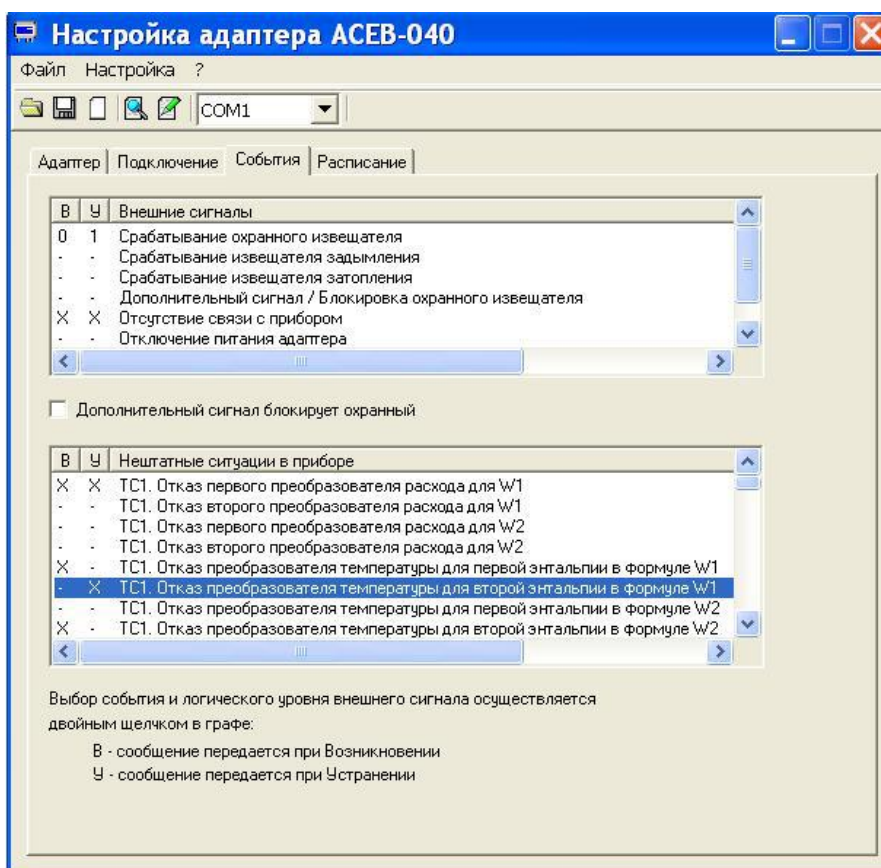 Настройка адаптера АСЕВ-040
Файл Настройка ?
COM1
Адаптер Подключение События Расписание
В У Внешние сигналы
0 1 Срабатывание охранного извещателя
- - Срабатывание извещателя задымления
- - Срабатывание извещателя затопления
- - Дополнительный сигнал / Блокировка охранного извещателя
X X Отсутствие связи с прибором
- - Отключение питания адаптера
Дополнительный сигнал блокирует охранный
В У Нештатные ситуации в приборе
X X ТС1. Отказ первого преобразователя расхода для W1
- - ТС1. Отказ второго преобразователя расхода для W1
- - ТС1. Отказ первого преобразователя расхода для W2
- - ТС1. Отказ второго преобразователя расхода для W2
X - ТС1. Отказ преобразователя температуры для первой энтальпии в формуле W1
- X ТС1. Отказ преобразователя температуры для второй энтальпии в формуле W1
- - ТС1. Отказ преобразователя температуры для первой энтальпии в формуле W2
X - ТС1. Отказ преобразователя температуры для второй энтальпии в формуле W2
Выбор события и логического уровня внешнего сигнала осуществляется
двойным щелчком в графе:
В - сообщение передается при Возникновении
У - сообщение передается при Устранении